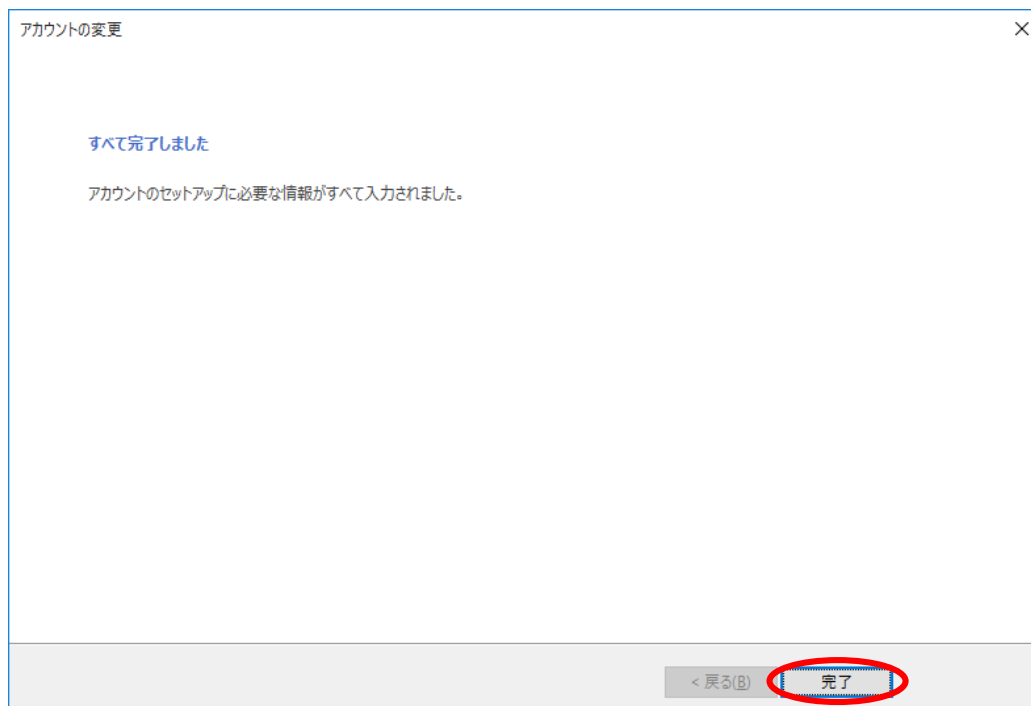 アカウントの変更
すべて完了しました
アカウントのセットアップに必要な情報がすべて入力されました。
< 戻る(B)
完了